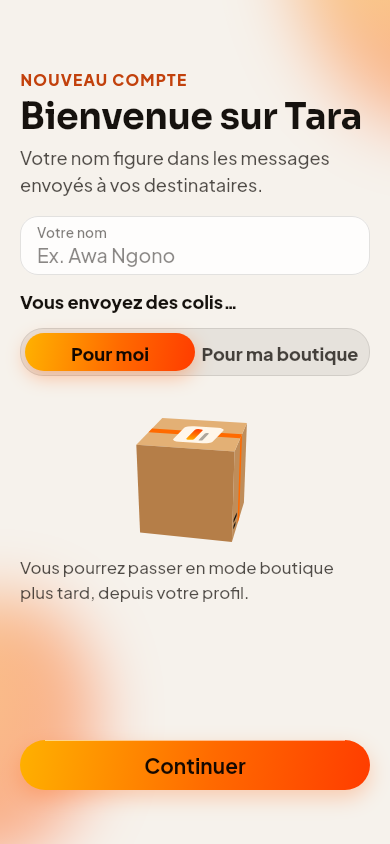 NOUVEAU COMPTE
Bienvenue sur Tara
Votre nom figure dans les messages
envoyés à vos destinataires.
Votre nom
Ex. Awa Ngono
Vous envoyez des colis…
Pour moi
Pour ma boutique
Vous pourrez passer en mode boutique
plus tard, depuis votre profil.
Continuer